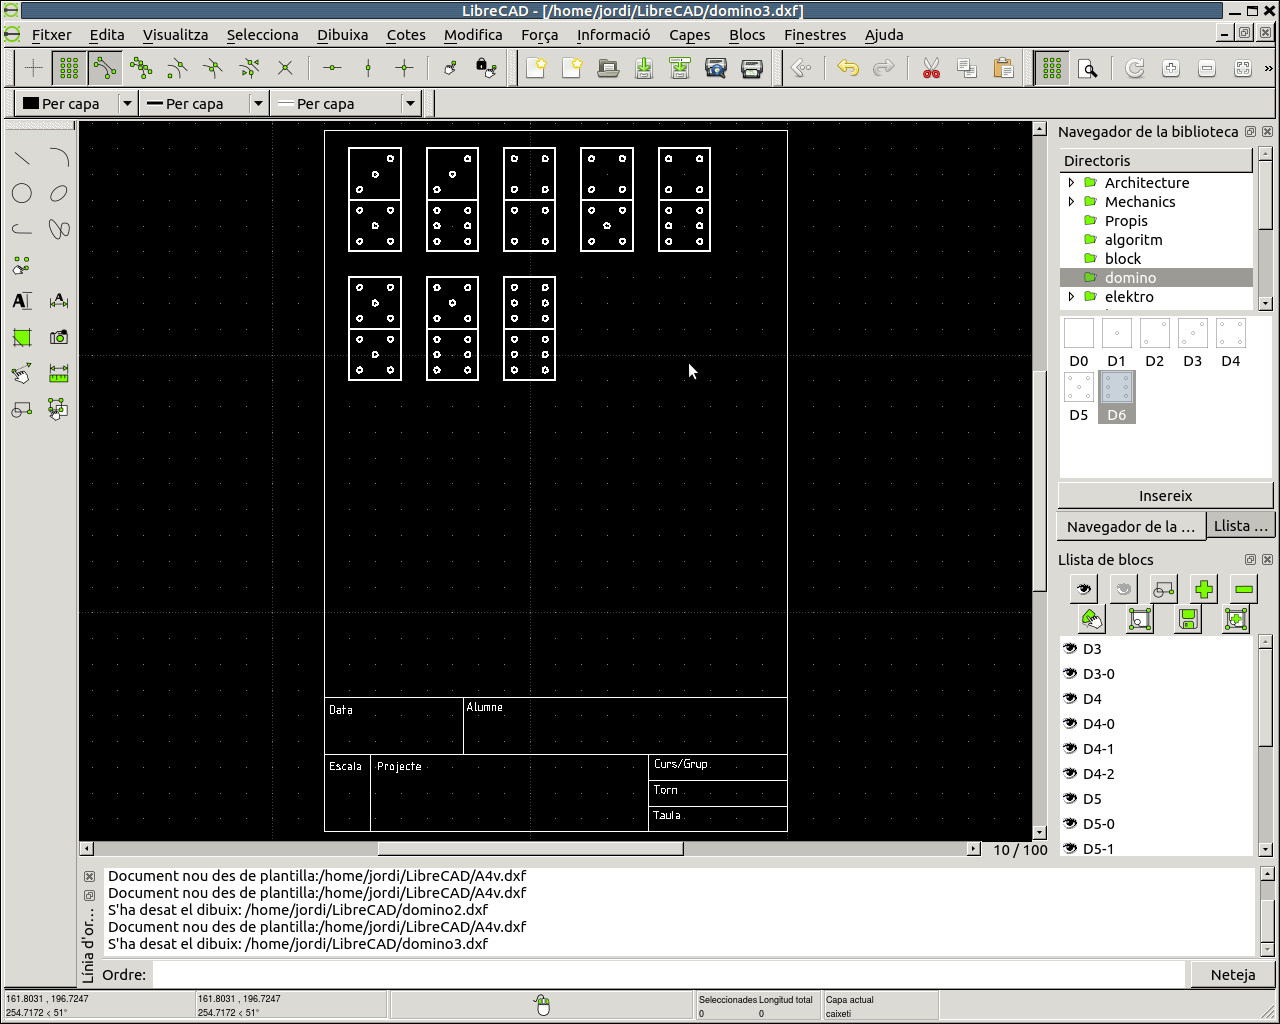 LibreCAD - [/home/jordi/LibreCAD/domino3.dxf]
Fitxer Edita Visualitza Selecciona Dibuixa Cotes Modifica Força Informació Capes Blocs Finestres Ajuda
Per capa Per capa Per capa
Navegador de la biblioteca
Directoris
Architecture
Mechanics
Propis
algoritm
block
domino
elektro
D0 D1 D2 D3 D4
D5 D6
Insereix
Navegador de la ... Llista ...
Llista de blocs
D3
D3-0
D4
D4-0
D4-1
D4-2
D5
D5-0
D5-1
Data
Alumne
Escala
Projecte
Curs/Grup
Torn
Taula
10 / 100
Línia d'or...
Document nou des de plantilla:/home/jordi/LibreCAD/A4v.dxf
Document nou des de plantilla:/home/jordi/LibreCAD/A4v.dxf
S'ha desat el dibuix: /home/jordi/LibreCAD/domino2.dxf
Document nou des de plantilla:/home/jordi/LibreCAD/A4v.dxf
S'ha desat el dibuix: /home/jordi/LibreCAD/domino3.dxf
Ordre:
Neteja
161.8031 , 196.7247 161.8031 , 196.7247 Seleccionades Longitud total Capa actual
254.7172 < 51° 254.7172 < 51° 0 0 caixeti